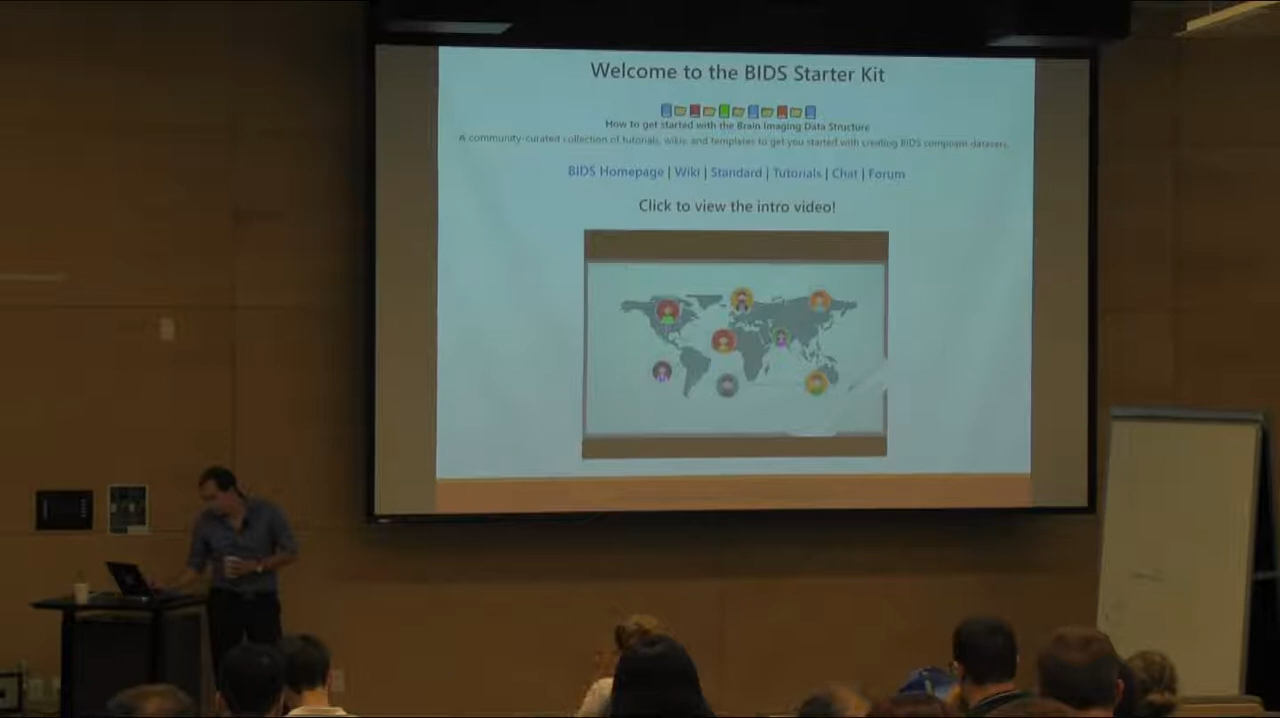 Welcome to the BIDS Starter Kit
How to get started with the Brain Imaging Data Structure
A community-curated collection of tutorials, wikis, and templates to get you started with creating BIDS compliant datasets.
BIDS Homepage | Wiki | Standard | Tutorials | Chat | Forum
Click to view the intro video!